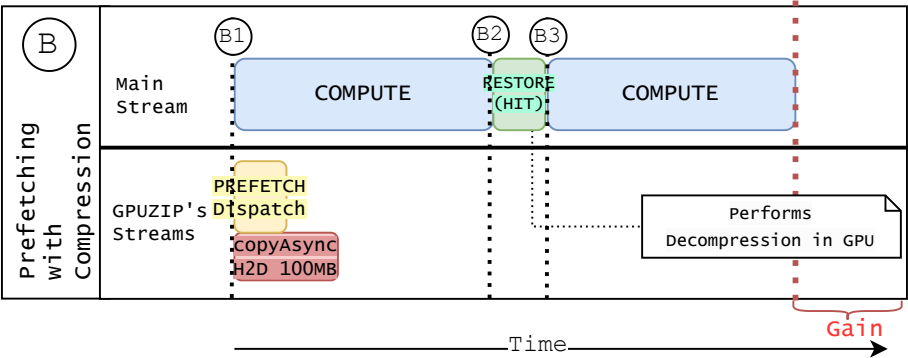 B
Prefetching
with
Compression
B1
B2
B3
Main
Stream
COMPUTE
RESTORE
(HIT)
COMPUTE
GPUZIP's
Streams
PREFETCH
Dispatch
copyAsync
H2D 100MB
Performs
Decompression in GPU
Gain
Time